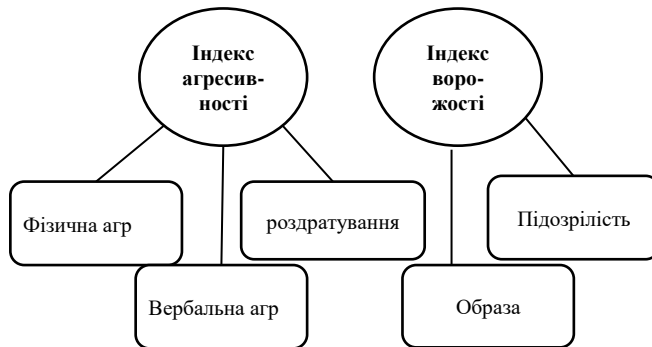 Індекс
агресив-
ності
Індекс
воро-
жості
Фізична агр
роздратування
Підозрілість
Вербальна агр
Образа